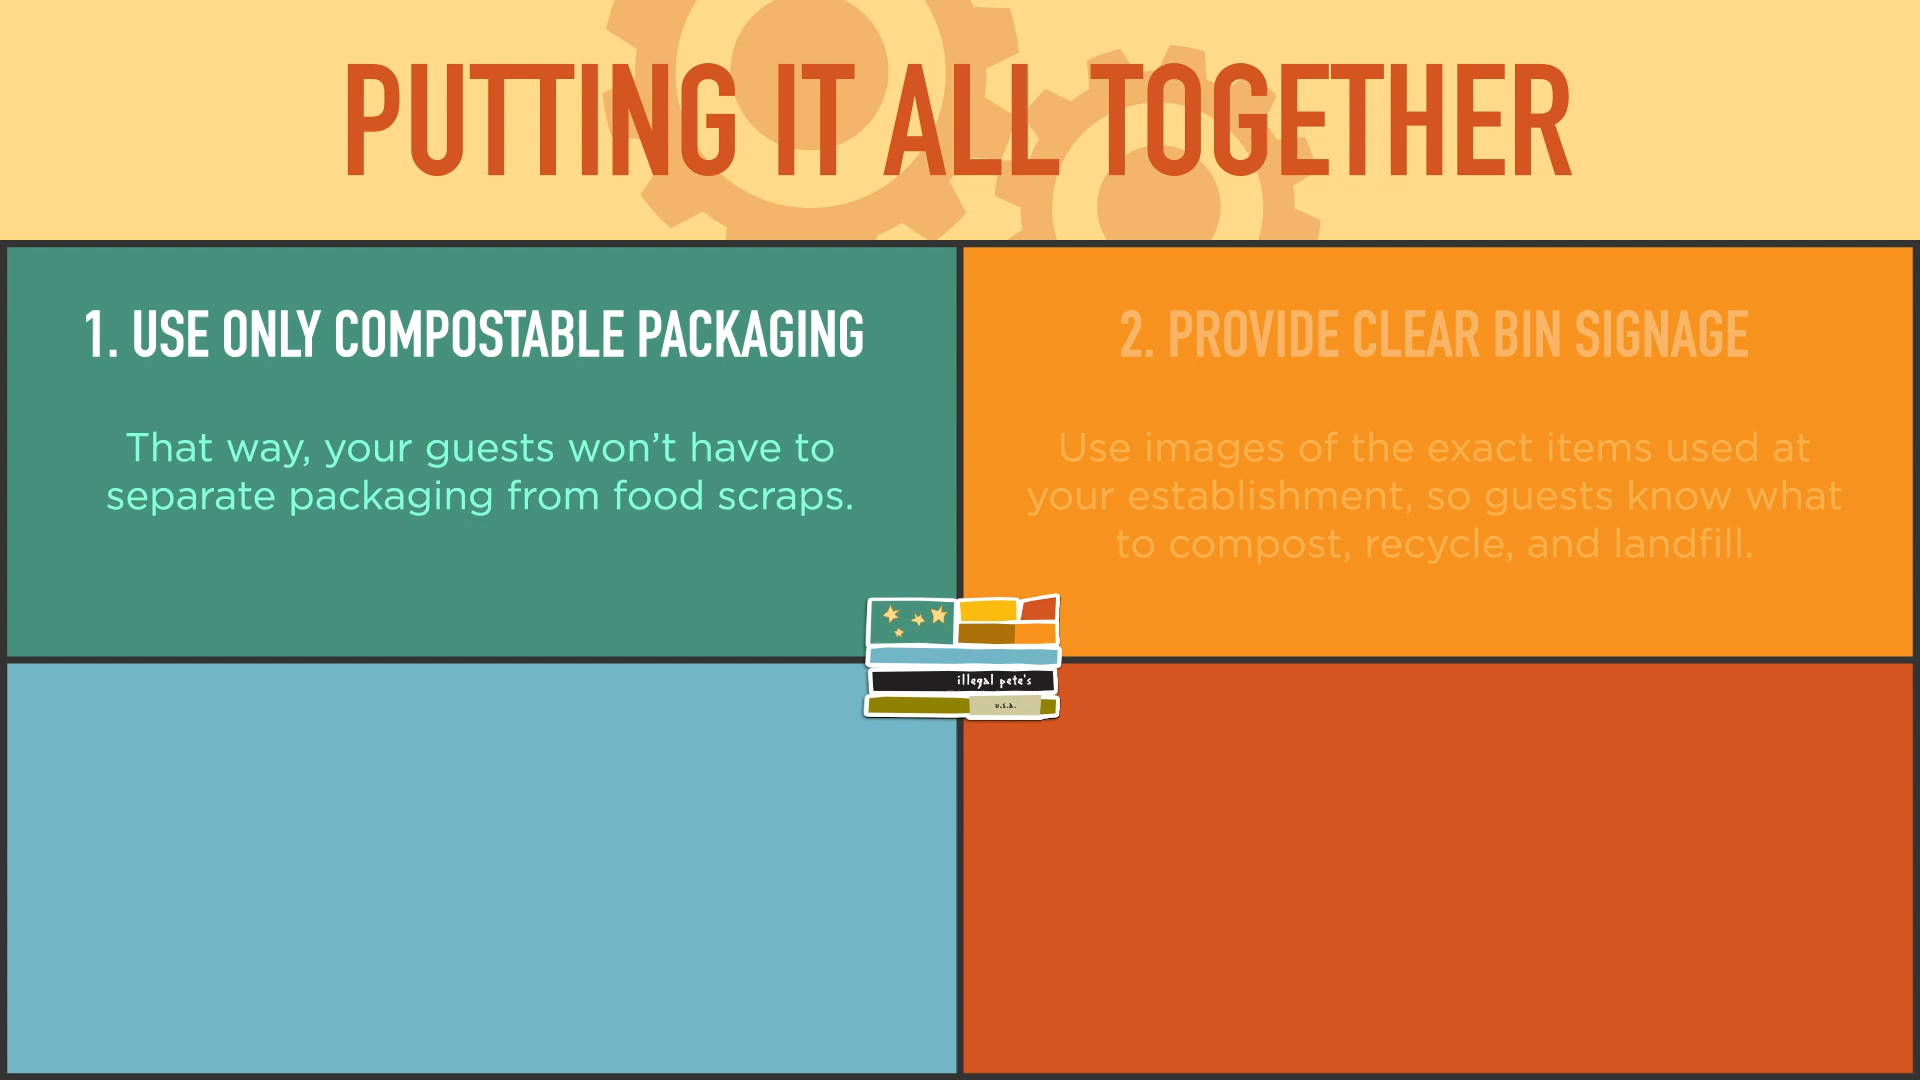 PUTTING IT ALL TOGETHER
1. USE ONLY COMPOSTABLE PACKAGING
That way, your guests won’t have to
separate packaging from food scraps.
2. PROVIDE CLEAR BIN SIGNAGE
Use images of the exact items used at
your establishment, so guests know what
to compost, recycle, and landfill.
illegal pete's
U.S.A.